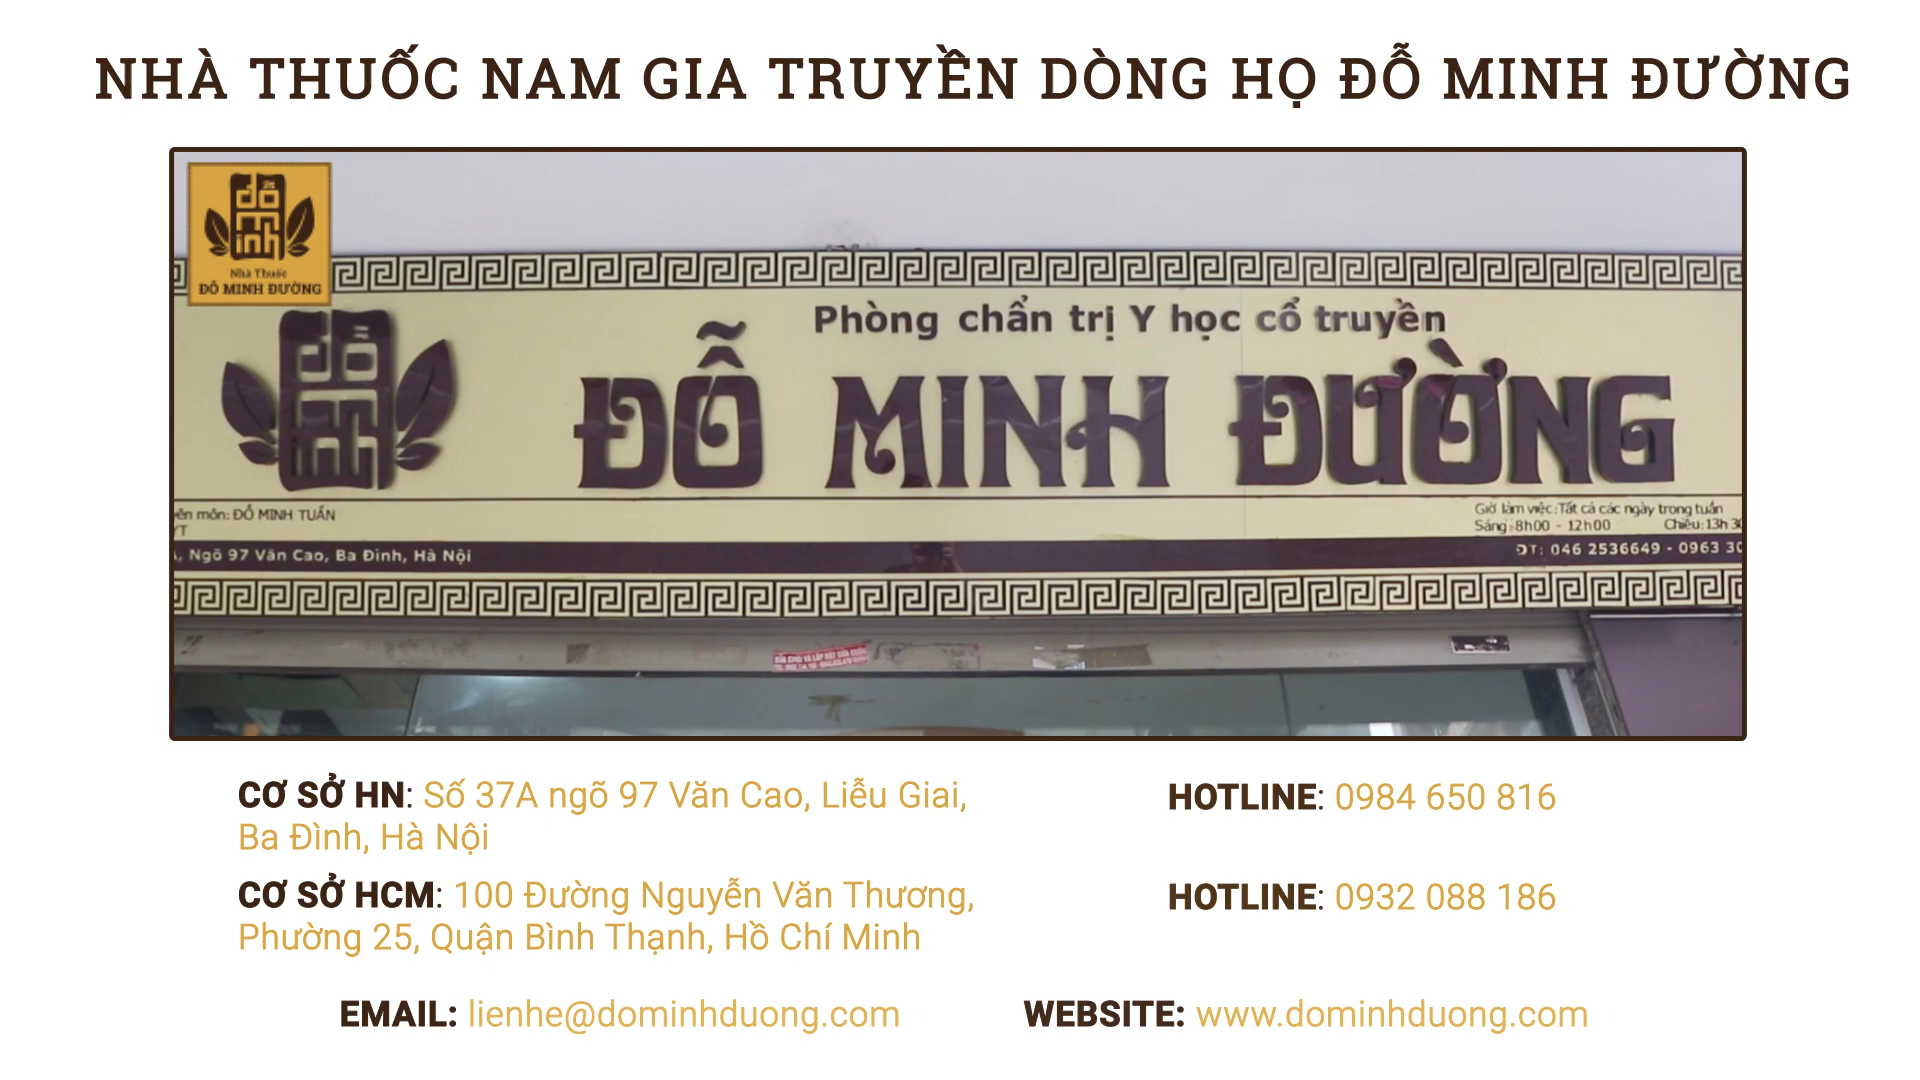 NHÀ THUỐC NAM GIA TRUYỀN DÒNG HỌ ĐỖ MINH ĐƯỜNG
đỗ
minh
Nhà Thuốc
ĐỖ MINH ĐƯỜNG
Phòng chẩn trị Y học cổ truyền
ĐỖ MINH ĐƯỜNG
môn: ĐỖ MINH TUẤN
Giờ làm việc: Tất cả các ngày trong tuần
Sáng: 8h00 - 12h00 Chiều: 13h
Ngõ 97 Văn Cao, Ba Đình, Hà Nội
ĐT: 046 2536649 - 0963
CƠ SỞ HN: Số 37A ngõ 97 Văn Cao, Liễu Giai,
Ba Đình, Hà Nội
HOTLINE: 0984 650 816
CƠ SỞ HCM: 100 Đường Nguyễn Văn Thương,
Phường 25, Quận Bình Thạnh, Hồ Chí Minh
HOTLINE: 0932 088 186
EMAIL: lienhe@dominhduong.com
WEBSITE: www.dominhduong.com